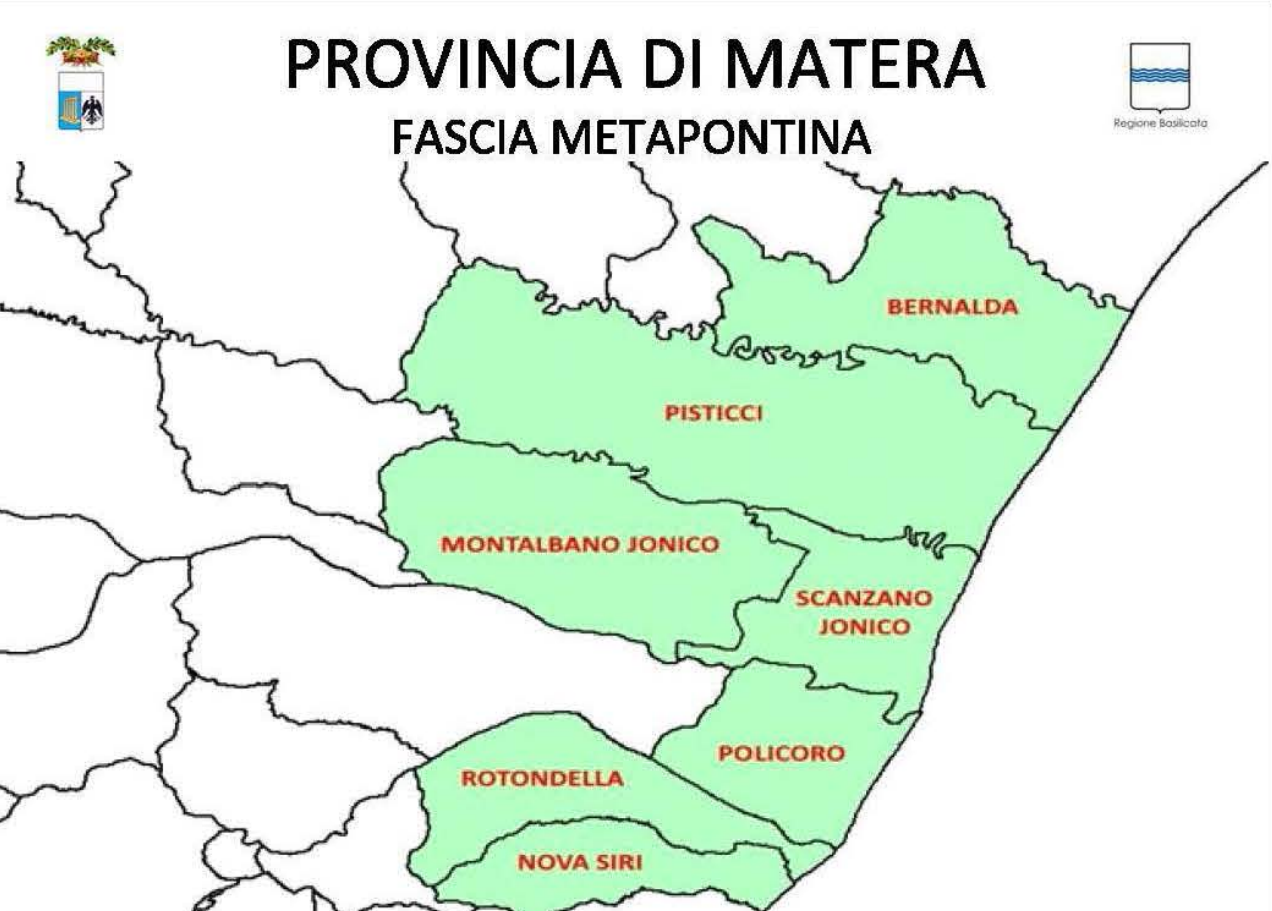 PROVINCIA DI MATERA
FASCIA METAPONTINA
Regione Basilicata
BERNALDA
PISTICCI
MONTALBANO JONICO
SCANZANO
JONICO
POLICORO
ROTONDELLA
NOVA SIRI